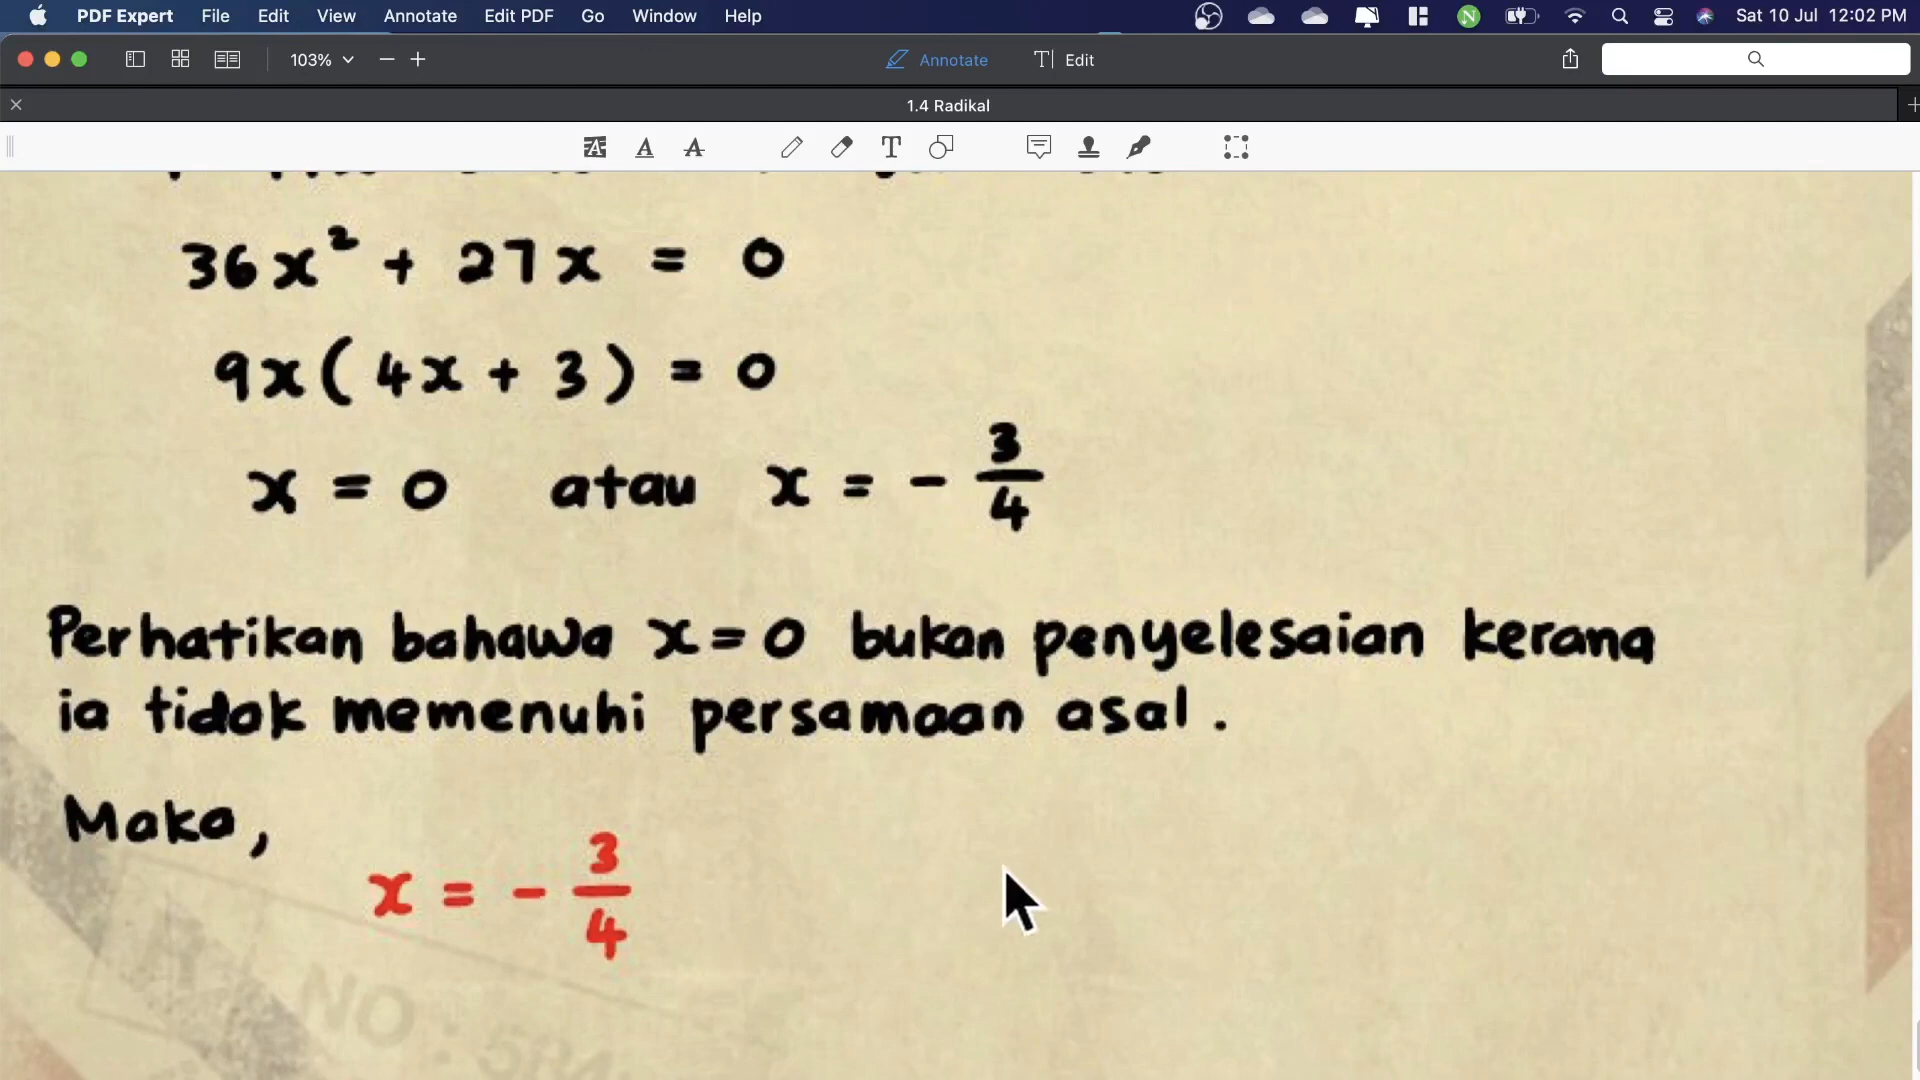 PDF Expert File Edit View Annotate Edit PDF Go Window Help Sat 10 Jul 12:02 PM
103% Annotate T Edit
1.4 Radikal
36x² + 27x = 0
9x(4x + 3) = 0
x = 0 atau x = - 3/4
Perhatikan bahawa x=0 bukan penyelesaian kerana
ia tidak memenuhi persamaan asal.
Maka,
x = - 3/4
NO: